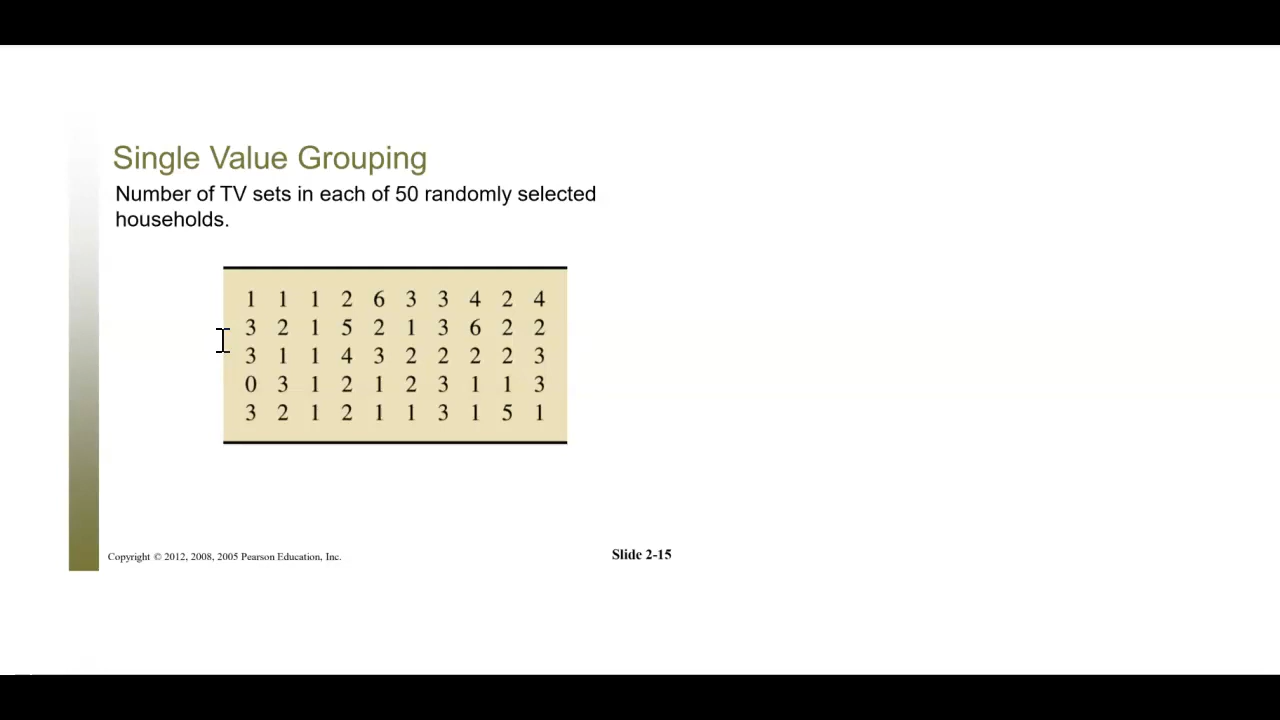 Single Value Grouping
Number of TV sets in each of 50 randomly selected
households.
1 1 1 2 6 3 3 4 2 4
3 2 1 5 2 1 3 6 2 2
3 1 1 4 3 2 2 2 2 3
0 3 1 2 1 2 3 1 1 3
3 2 1 2 1 1 3 1 5 1
Copyright © 2012, 2008, 2005 Pearson Education, Inc.
Slide 2-15